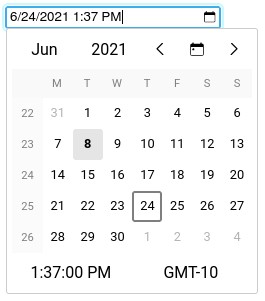 6/24/2021 1:37 PM
Jun 2021
M T W T F S S
22 31 1 2 3 4 5 6
23 7 8 9 10 11 12 13
24 14 15 16 17 18 19 20
25 21 22 23 24 25 26 27
26 28 29 30 1 2 3 4
1:37:00 PM GMT-10